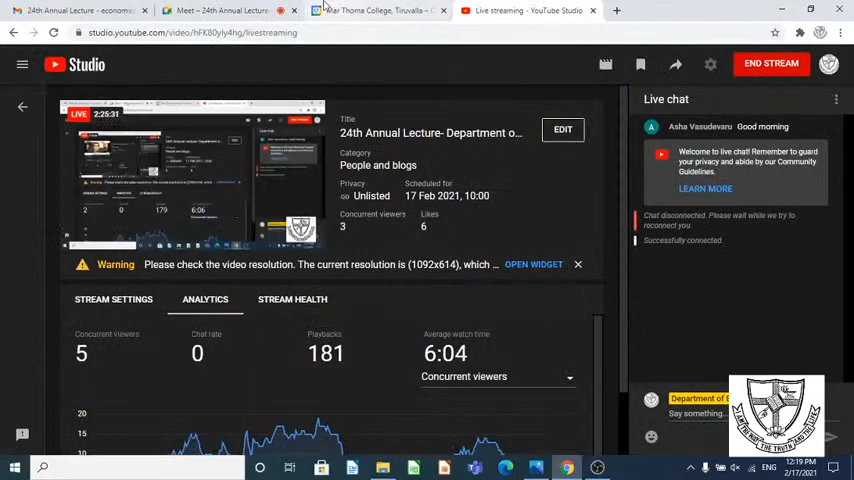 24th Annual Lecture - economic
Meet – 24th Annual Lecture
Mar Thoma College, Tiruvalla –
Live streaming - YouTube Studio
studio.youtube.com/video/hFK80yly4hg/livestreaming
Studio
END STREAM
LIVE 2:25:31
Title
24th Annual Lecture- Department o...
EDIT
Category
People and blogs
Privacy
Unlisted
Scheduled for
17 Feb 2021, 10:00
Concurrent viewers
3
Likes
6
Warning Please check the video resolution. The current resolution is (1092x614), which ... OPEN WIDGET
STREAM SETTINGS
ANALYTICS
STREAM HEALTH
Concurrent viewers
5
Chat rate
0
Playbacks
181
Average watch time
6:04
Concurrent viewers
20
15
Live chat
A Asha Vasudevaru Good morning
Welcome to live chat! Remember to guard
your privacy and abide by our Community
Guidelines.
LEARN MORE
Chat disconnected. Please wait while we try to
reconnect you.
Successfully connected.
Department of
Say something...
ENG
12:19 PM
2/17/2021